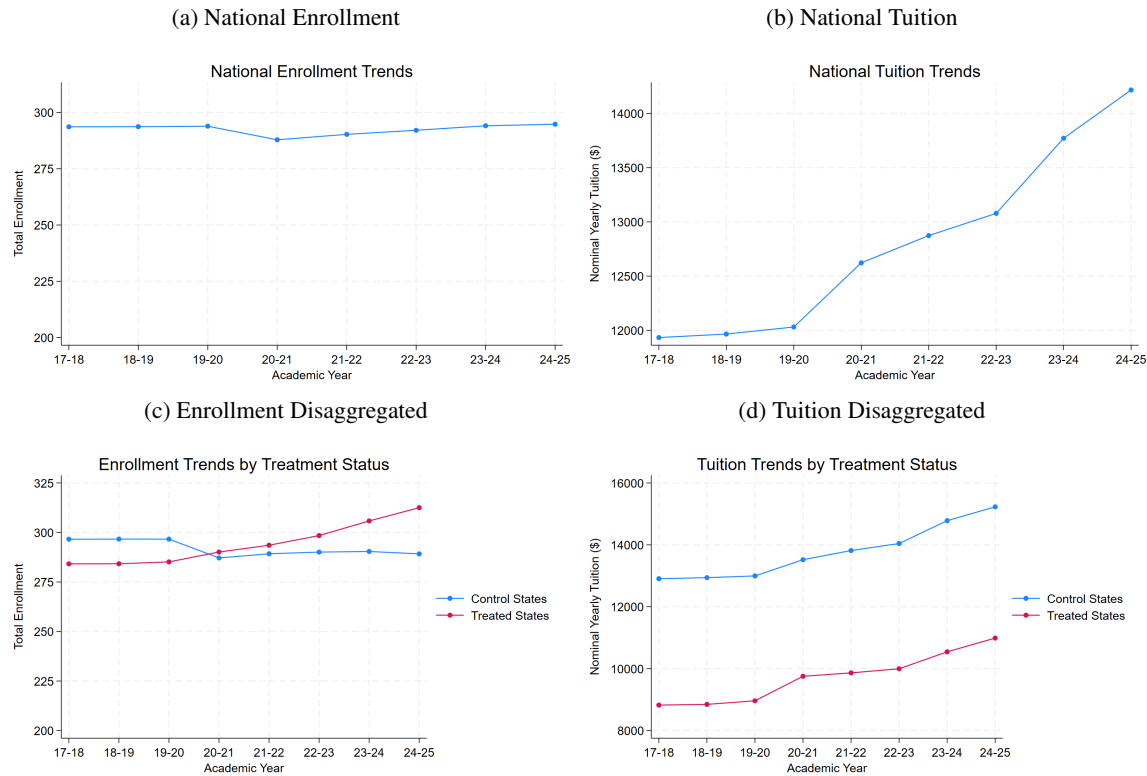 (a) National Enrollment
National Enrollment Trends
300
275
250
225
200
Total Enrollment
17-18 18-19 19-20 20-21 21-22 22-23 23-24 24-25
Academic Year
(b) National Tuition
National Tuition Trends
14000
13500
13000
12500
12000
Nominal Yearly Tuition ($)
17-18 18-19 19-20 20-21 21-22 22-23 23-24 24-25
Academic Year
(c) Enrollment Disaggregated
Enrollment Trends by Treatment Status
325
300
275
250
225
200
Total Enrollment
17-18 18-19 19-20 20-21 21-22 22-23 23-24 24-25
Academic Year
Control States
Treated States
(d) Tuition Disaggregated
Tuition Trends by Treatment Status
16000
14000
12000
10000
8000
Nominal Yearly Tuition ($)
17-18 18-19 19-20 20-21 21-22 22-23 23-24 24-25
Academic Year
Control States
Treated States